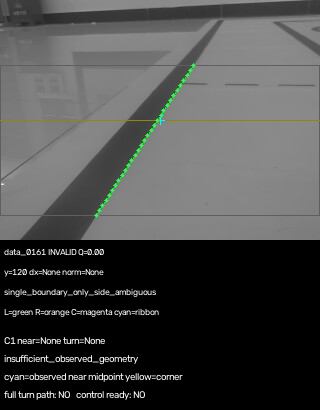 data_0161 INVALID Q=0.00
y=120 dx=None norm=None
single_boundary_only_side_ambiguous
L=green R=orange C=magenta cyan=ribbon
C1 near=None turn=None
insufficient_observed_geometry
cyan=observed near midpoint yellow=corner
full turn path: NO control ready: NO